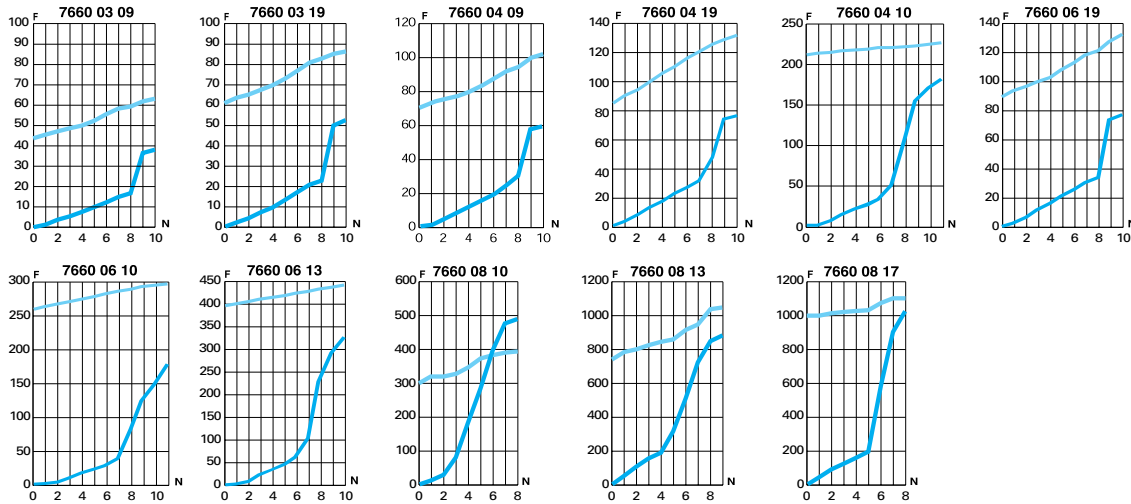 F 7660 03 09
100
90
80
70
60
50
40
30
20
10
0
N
0 2 4 6 8 10
F 7660 03 19
100
90
80
70
60
50
40
30
20
10
0
N
0 2 4 6 8 10
F 7660 04 09
120
100
80
60
40
20
0
N
0 2 4 6 8 10
F 7660 04 19
140
120
100
80
60
40
20
0
N
0 2 4 6 8 10
F 7660 04 10
250
200
150
100
50
0
N
0 2 4 6 8 10
F 7660 06 19
140
120
100
80
60
40
20
0
N
0 2 4 6 8 10
F 7660 06 10
300
250
200
150
100
50
0
N
0 2 4 6 8 10
F 7660 06 13
450
400
350
300
350
200
150
100
50
0
N
0 2 4 6 8 10
F 7660 08 10
600
500
400
300
200
100
0
N
0 2 4 6 8
F 7660 08 13
1200
1000
800
600
400
200
0
N
0 2 4 6 8 9
F 7660 08 17
1200
1000
800
600
400
200
0
N
0 2 4 6 8